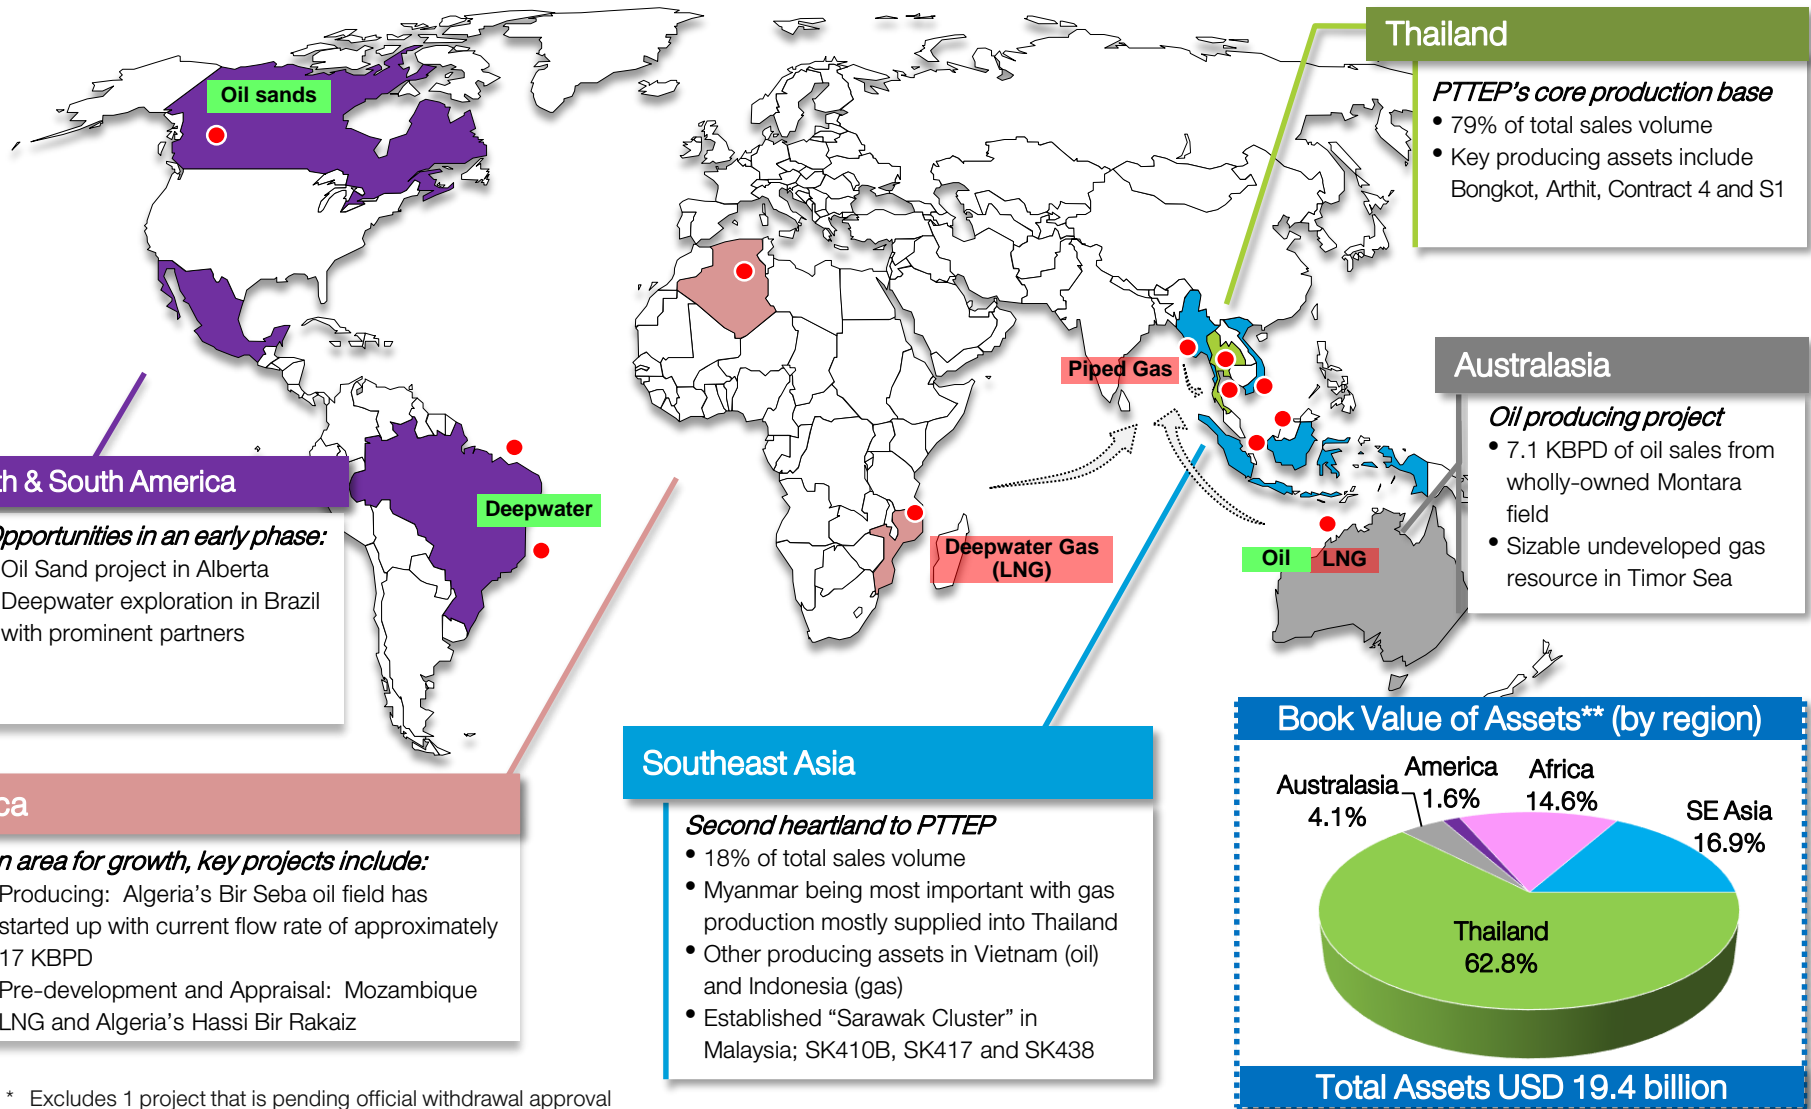 Thailand
PTTEP's core production base
• 79% of total sales volume
• Key producing assets include
Bongkot, Arthit, Contract 4 and S1
Oil sands
Piped Gas
Australasia
Oil producing project
• 7.1 KBPD of oil sales from
wholly-owned Montara
field
• Sizable undeveloped gas
resource in Timor Sea
th & South America
Opportunities in an early phase:
Oil Sand project in Alberta
Deepwater exploration in Brazil
with prominent partners
Deepwater
Deepwater Gas
(LNG)
Oil LNG
ca
n area for growth, key projects include:
Producing: Algeria's Bir Seba oil field has
started up with current flow rate of approximately
17 KBPD
Pre-development and Appraisal: Mozambique
LNG and Algeria's Hassi Bir Rakaiz
Southeast Asia
Second heartland to PTTEP
• 18% of total sales volume
• Myanmar being most important with gas
production mostly supplied into Thailand
• Other producing assets in Vietnam (oil)
and Indonesia (gas)
• Established “Sarawak Cluster” in
Malaysia; SK410B, SK417 and SK438
Book Value of Assets** (by region)
Australasia
4.1%
America
1.6%
Africa
14.6%
SE Asia
16.9%
Thailand
62.8%
Total Assets USD 19.4 billion
* Excludes 1 project that is pending official withdrawal approval